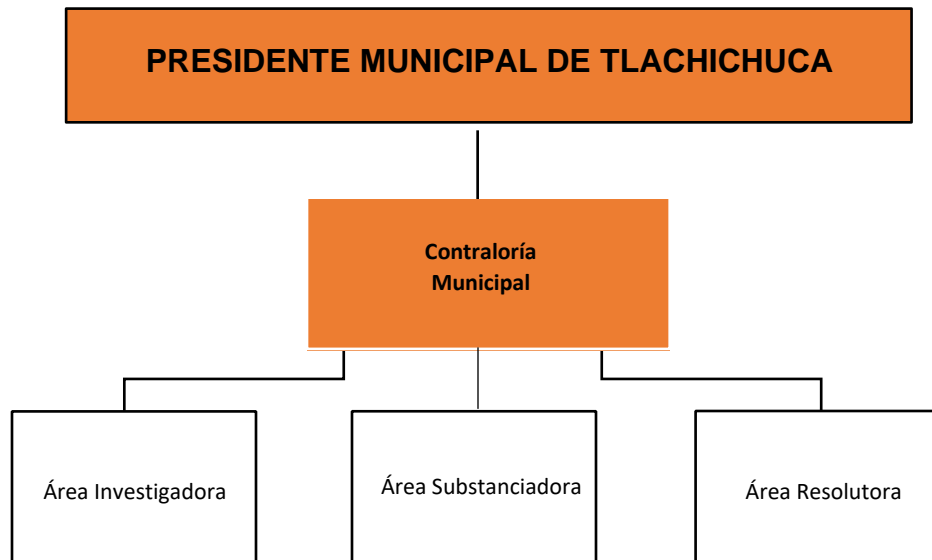 PRESIDENTE MUNICIPAL DE TLACHICHUCA
Contraloría
Municipal
Área Investigadora
Área Substanciadora
Área Resolutora